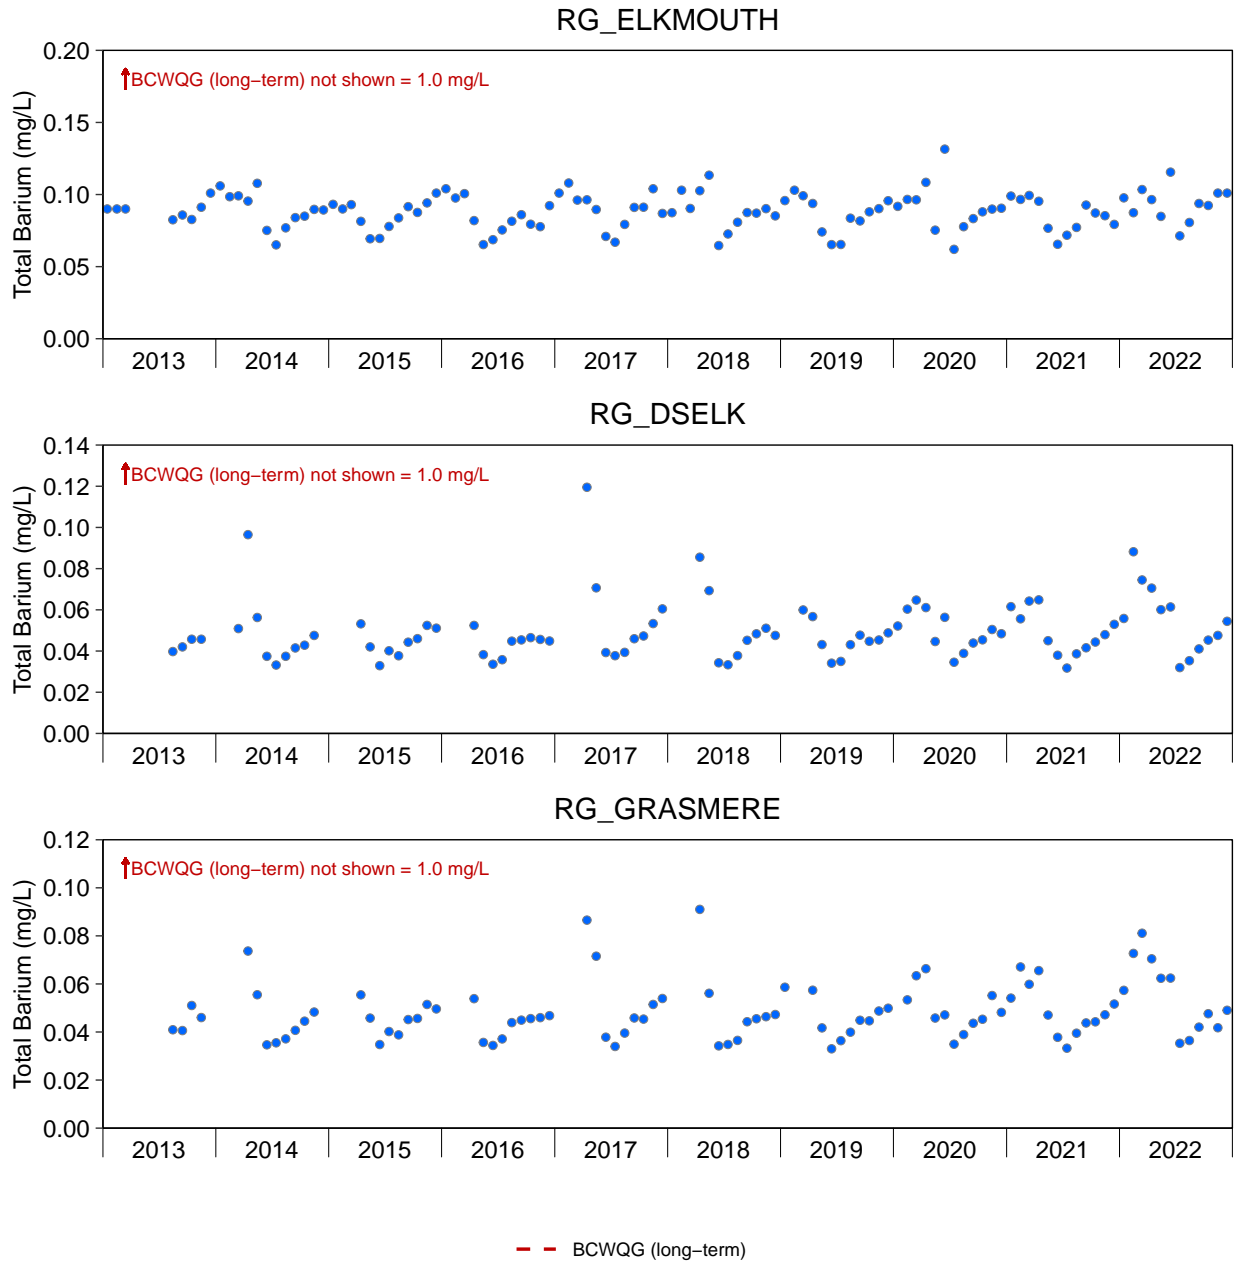 RG_ELKMOUTH
0.20
BCWQG (long−term) not shown = 1.0 mg/L
0.15
Total Barium (mg/L)
0.10
0.05
0.00
2013 2014 2015 2016 2017 2018 2019 2020 2021 2022
RG_DSELK
0.14
BCWQG (long−term) not shown = 1.0 mg/L
0.12
0.10
Total Barium (mg/L)
0.08
0.06
0.04
0.02
0.00
2013 2014 2015 2016 2017 2018 2019 2020 2021 2022
RG_GRASMERE
0.12
BCWQG (long−term) not shown = 1.0 mg/L
0.10
0.08
Total Barium (mg/L)
0.06
0.04
0.02
0.00
2013 2014 2015 2016 2017 2018 2019 2020 2021 2022
BCWQG (long−term)